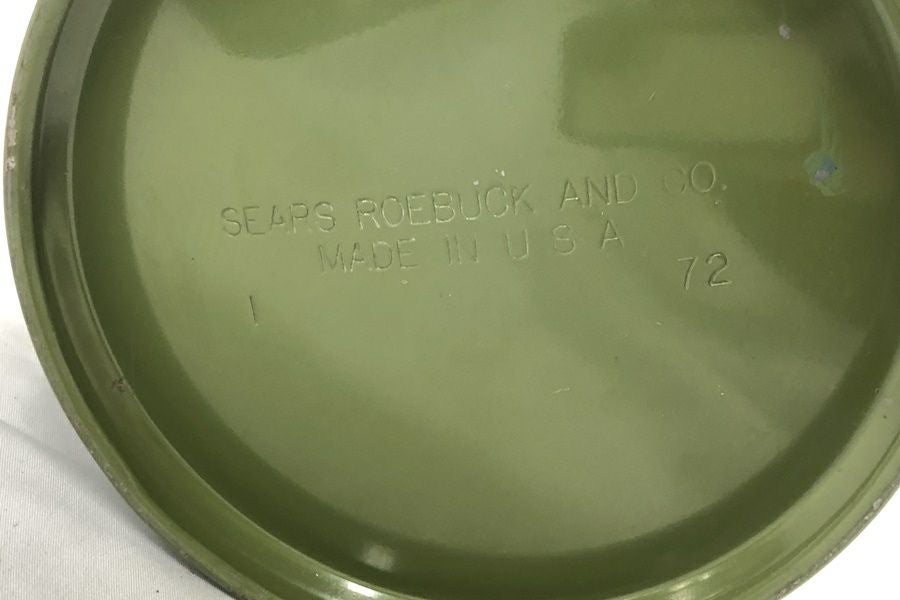 SEARS ROEBUCK AND CO.
MADE IN U S A
1 72